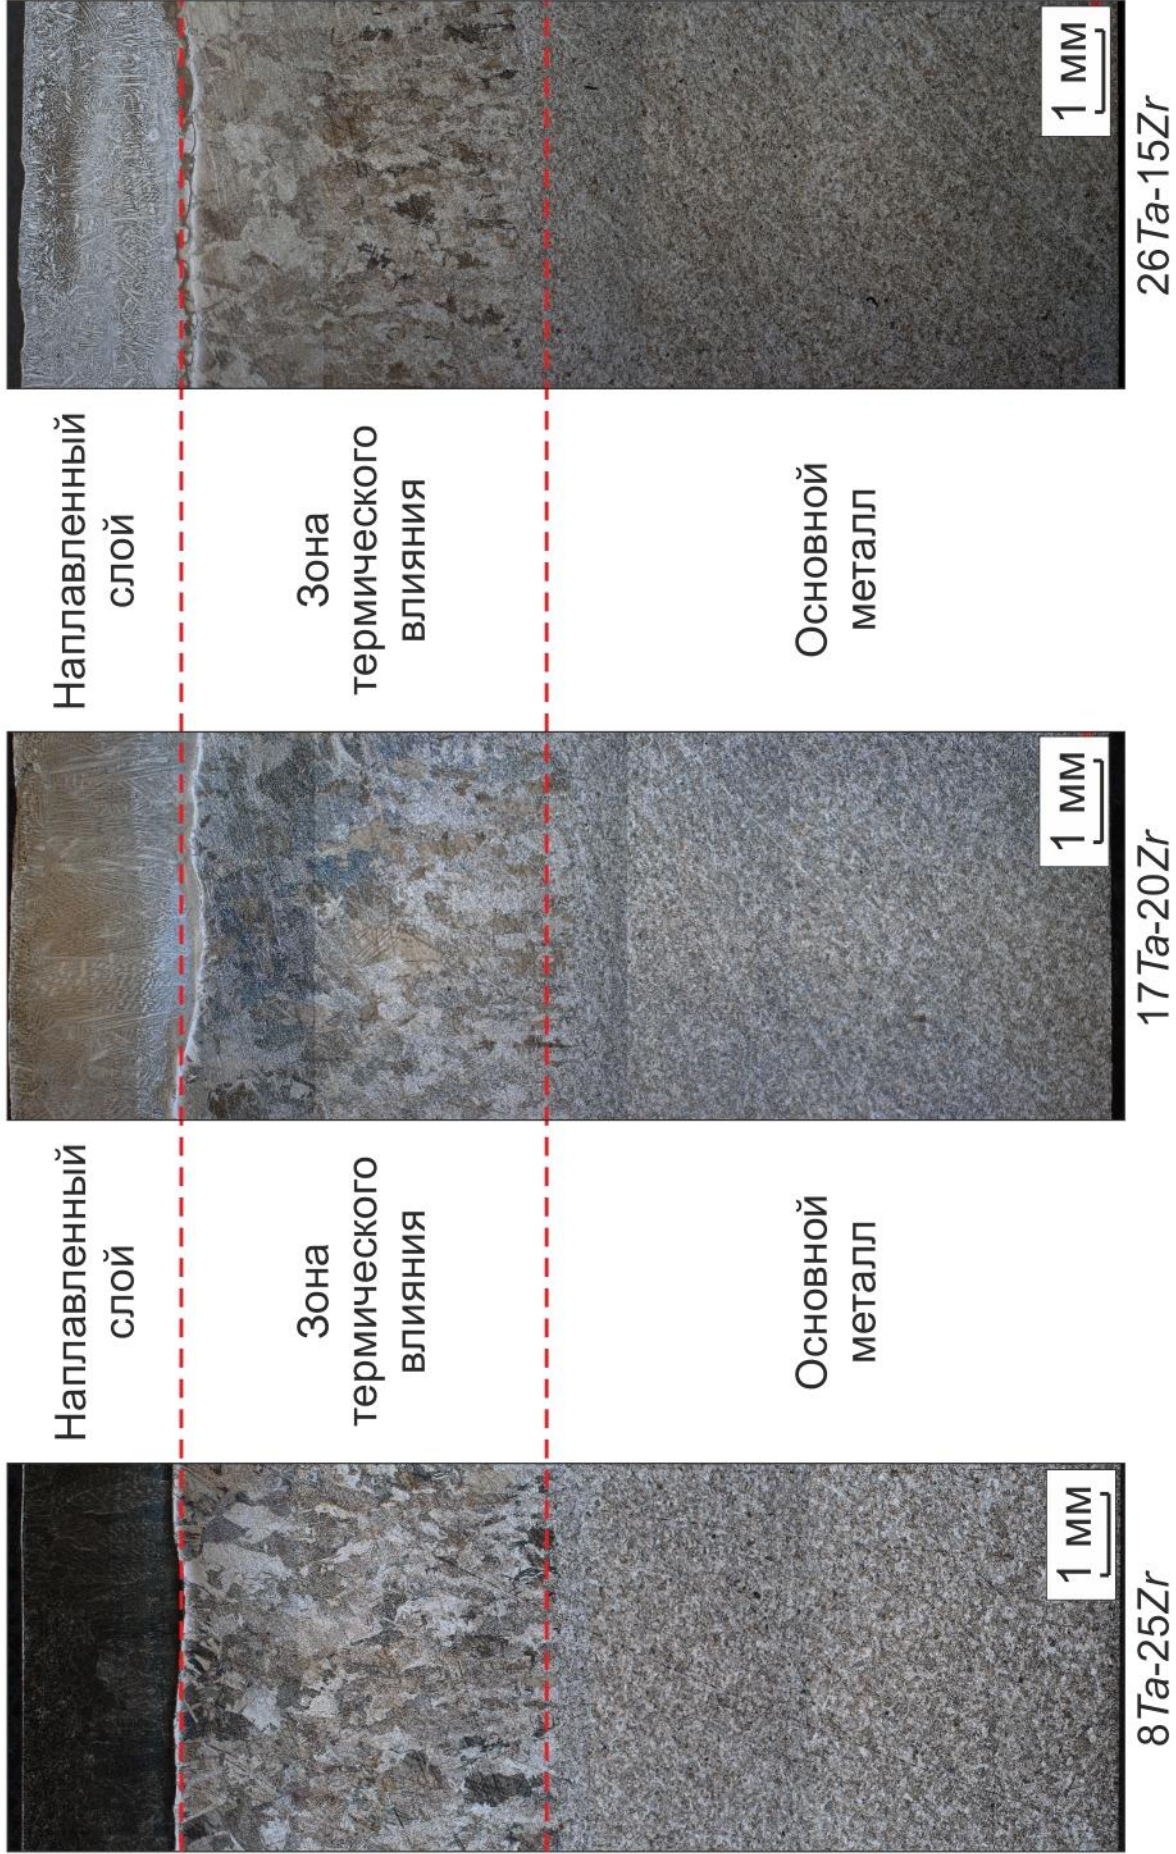 Наплавленный
слой
Наплавленный
слой
Зона
термического
влияния
Зона
термического
влияния
Основной
металл
Основной
металл
1 мм
1 мм
1 мм
8Ta-25Zr
17Ta-20Zr
26Ta-15Zr